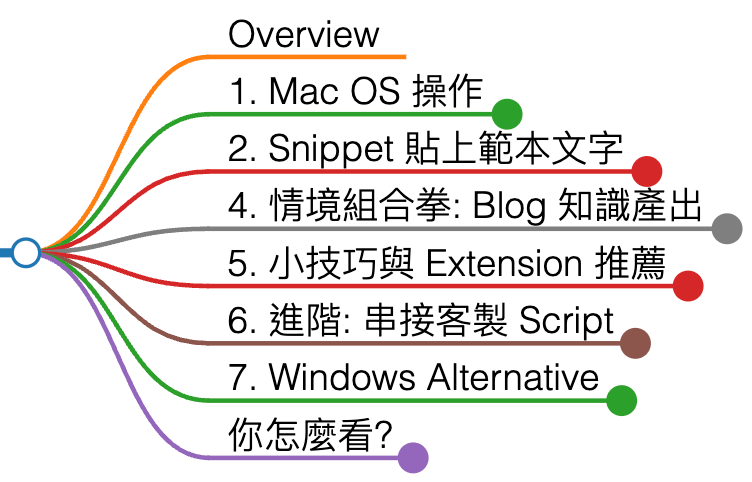 Overview
1. Mac OS 操作
2. Snippet 貼上範本文字
4. 情境組合拳: Blog 知識產出
5. 小技巧與 Extension 推薦
6. 進階: 串接客製 Script
7. Windows Alternative
你怎麼看?